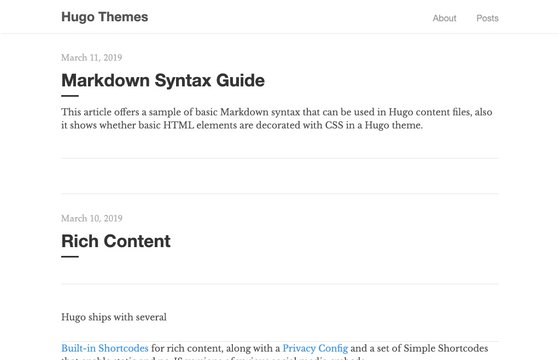 Hugo Themes
About Posts
March 11, 2019
Markdown Syntax Guide
This article offers a sample of basic Markdown syntax that can be used in Hugo content files, also
it shows whether basic HTML elements are decorated with CSS in a Hugo theme.
March 10, 2019
Rich Content
Hugo ships with several
Built-in Shortcodes for rich content, along with a Privacy Config and a set of Simple Shortcodes